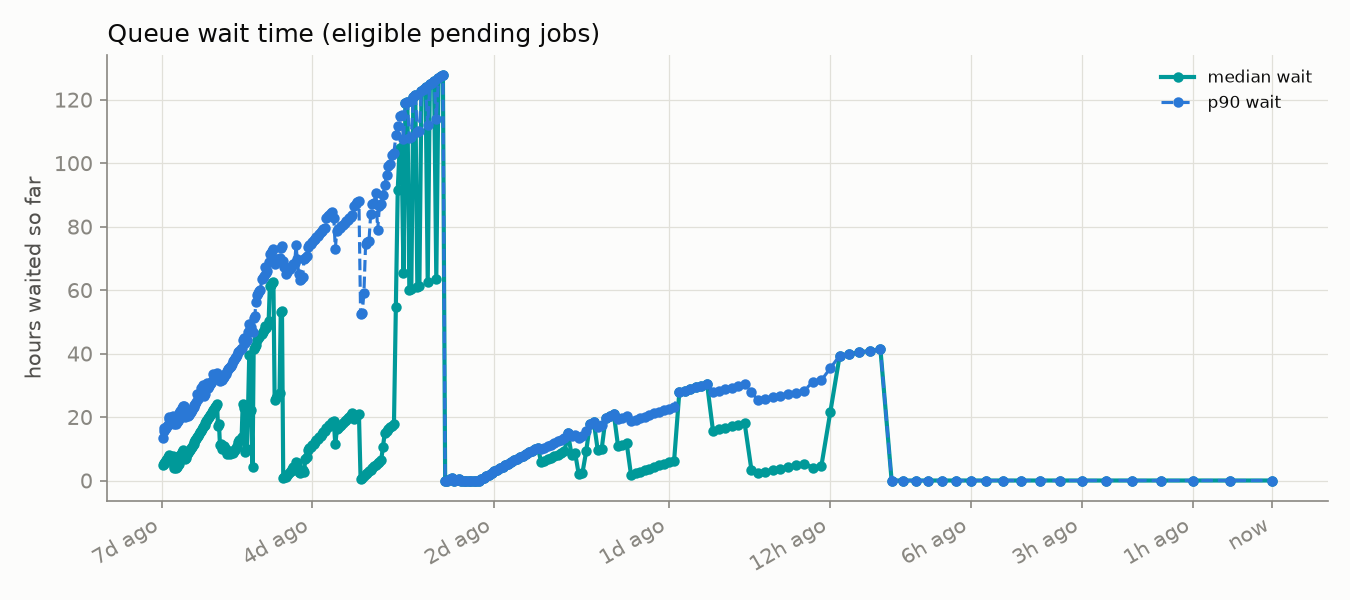 Queue wait time (eligible pending jobs)
median wait
p90 wait
hours waited so far
120
100
80
60
40
20
0
7d ago
4d ago
2d ago
1d ago
12h ago
6h ago
3h ago
1h ago
now